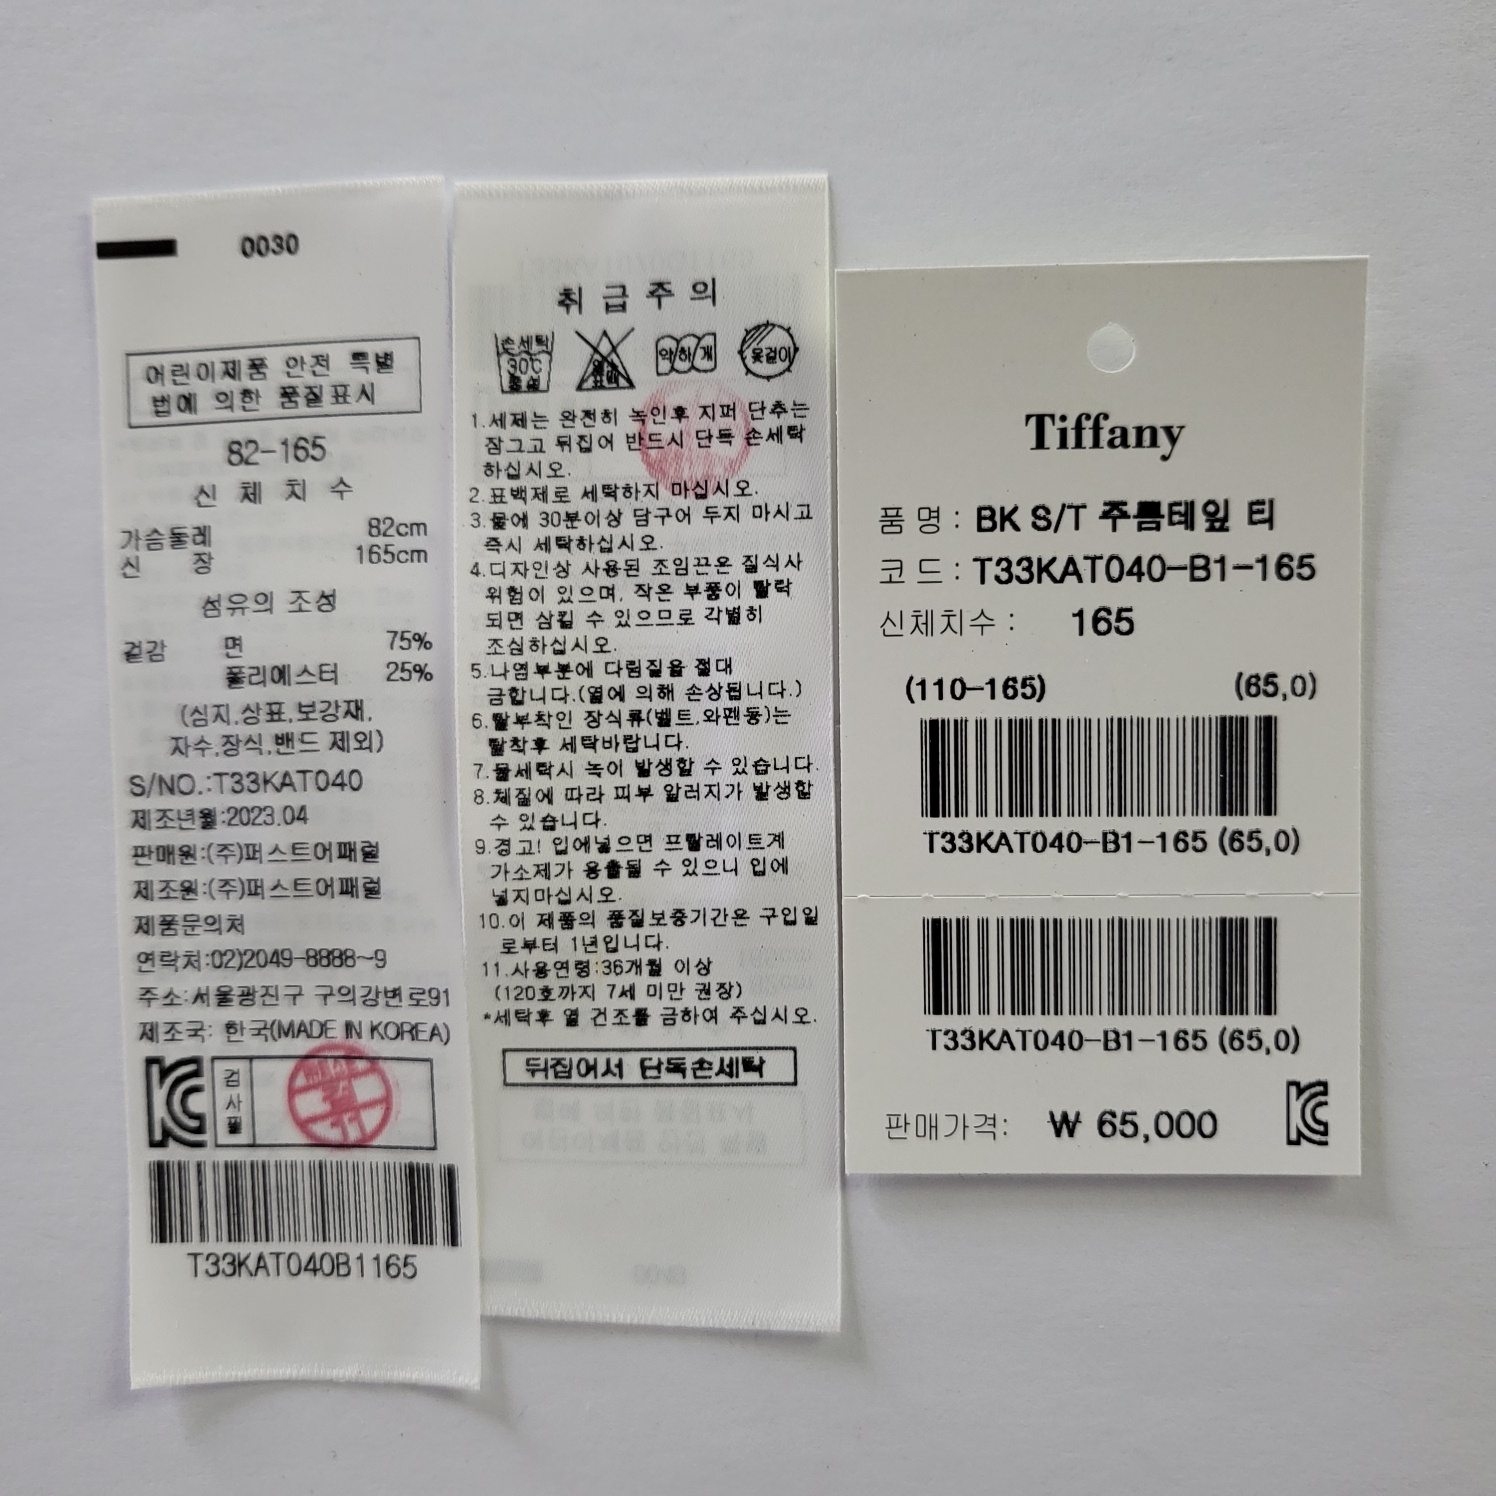 0030
어린이제품 안전 특별
법에 의한 품질표시
82-165
신 체 치 수
가슴둘레 82cm
신 장 165cm
섬유의 조성
겉감 면 75%
폴리에스터 25%
(심지,상표,보강재,
자수,장식,밴드 제외)
S/NO.:T33KAT040
제조년월:2023.04
판매원:(주)퍼스트어패럴
제조원:(주)퍼스트어패럴
제품문의처
연락처:02)2049-8888~9
주소:서울광진구 구의강변로91
제조국: 한국(MADE IN KOREA)
검사필
T33KAT040B1165
취 급 주 의
손세탁
30℃
중성
약하게
옷걸이
1.세제는 완전히 녹인후 지퍼 단추는
잠그고 뒤집어 반드시 단독 손세탁
하십시오.
2.표백제로 세탁하지 마십시오.
3.물에 30분이상 담구어 두지 마시고
즉시 세탁하십시오.
4.디자인상 사용된 조임끈은 질식사
위험이 있으며, 작은 부품이 탈락
되면 삼킬 수 있으므로 각별히
조심하십시오.
5.나염부분에 다림질을 절대
금합니다.(열에 의해 손상됩니다.)
6.탈부착인 장식류(벨트,와펜등)는
탈착후 세탁바랍니다.
7.물세탁시 녹이 발생할 수 있습니다.
8.체질에 따라 피부 알러지가 발생할
수 있습니다.
9.경고! 입에넣으면 프탈레이트계
가소제가 용출될 수 있으니 입에
넣지마십시오.
10.이 제품의 품질보증기간은 구입일
로부터 1년입니다.
11.사용연령:36개월 이상
(120호까지 7세 미만 권장)
*세탁후 열 건조를 금하여 주십시오.
뒤집어서 단독손세탁
Tiffany
품 명 : BK S/T 주름테잎 티
코 드 : T33KAT040-B1-165
신체치수 : 165
(110-165) (65,0)
T33KAT040-B1-165 (65,0)
T33KAT040-B1-165 (65,0)
판매가격: ₩ 65,000